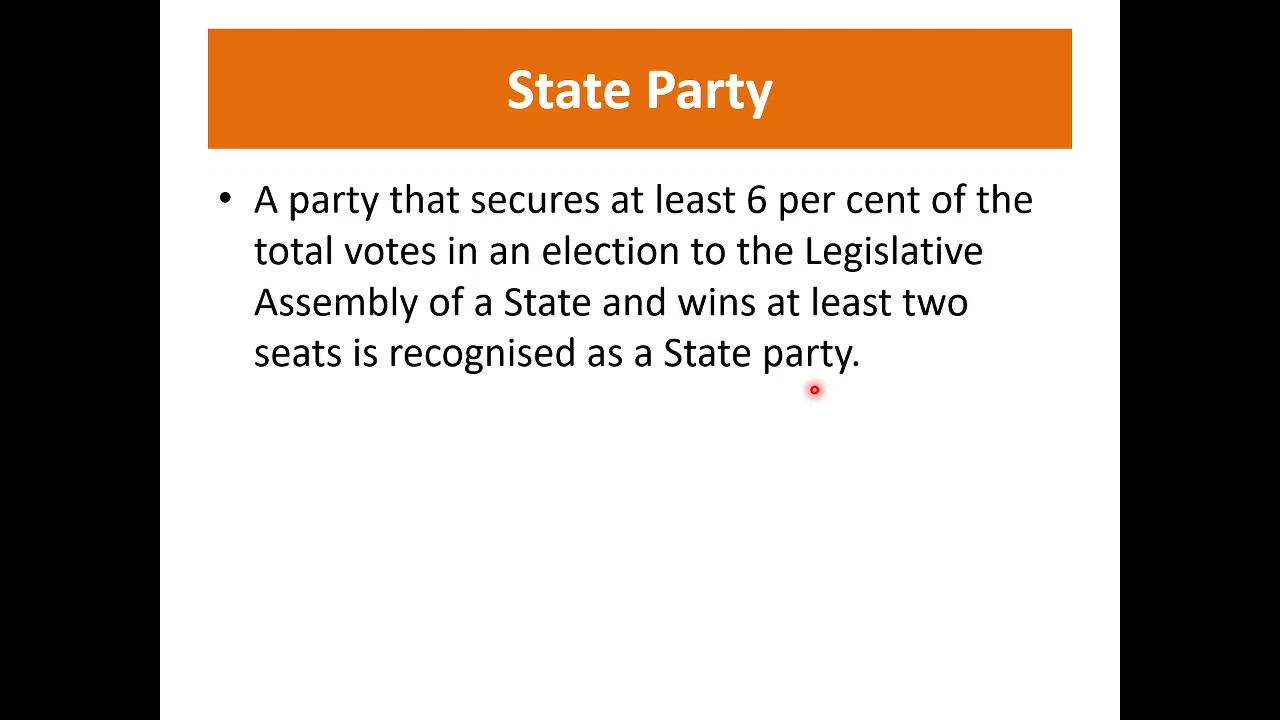 State Party
• A party that secures at least 6 per cent of the
total votes in an election to the Legislative
Assembly of a State and wins at least two
seats is recognised as a State party.